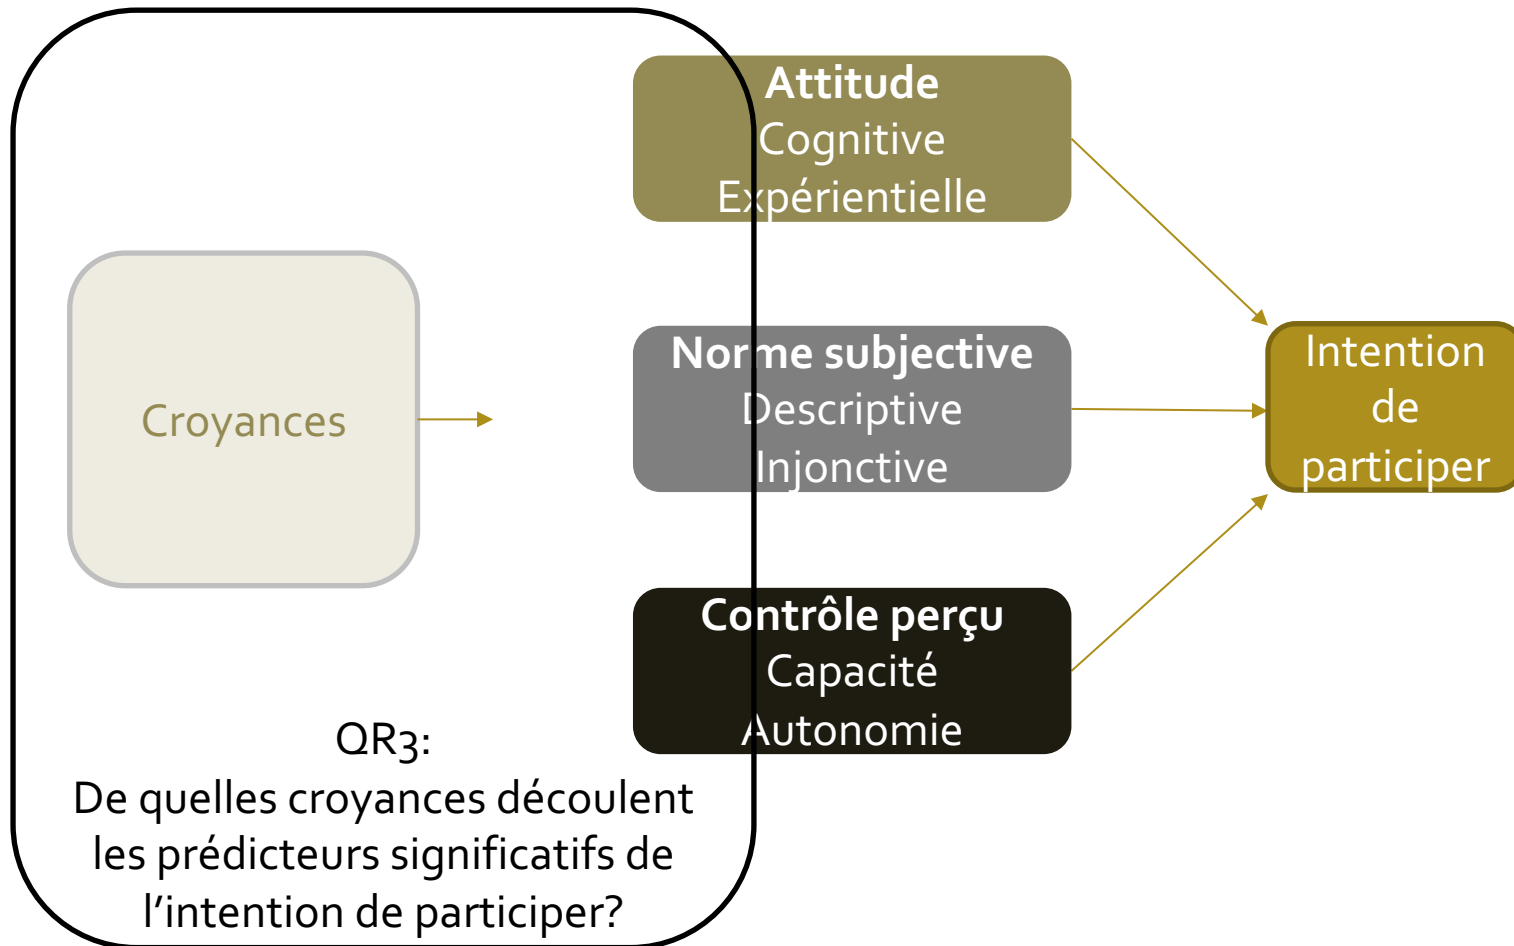 Attitude
Cognitive
Expérientielle
Croyances
Norme subjective
Descriptive
Injonctive
Intention
de
participer
Contrôle perçu
Capacité
Autonomie
QR3:
De quelles croyances découlent
les prédicteurs significatifs de
l’intention de participer?